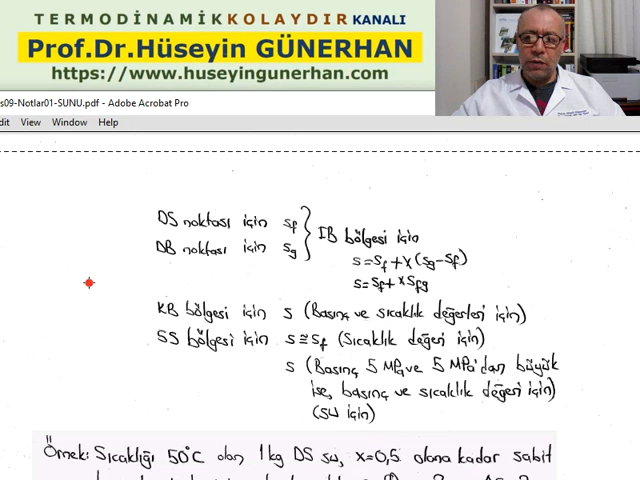 TERMODİNAMİKKOLAYDIR KANALI
Prof.Dr.Hüseyin GÜNERHAN
https://www.huseyingunerhan.com
s09-Notlar01-SUNU.pdf - Adobe Acrobat Pro
dit View Window Help
DS noktası için sf
DB noktası için sg
IB bölgesi için
s=sf+x(sg-sf)
s=sf+xsfg
KB bölgesi için s (Basınç ve sıcaklık değerleri için)
SS bölgesi için s≅sf (Sıcaklık değeri için)
s (Basınç 5 MPa ve 5 MPa'dan büyük
ise, basınç ve sıcaklık değeri için)
(su için)
Örnek: Sıcaklığı 50°C olan 1 kg DS su, x=0,5 olana kadar sabit